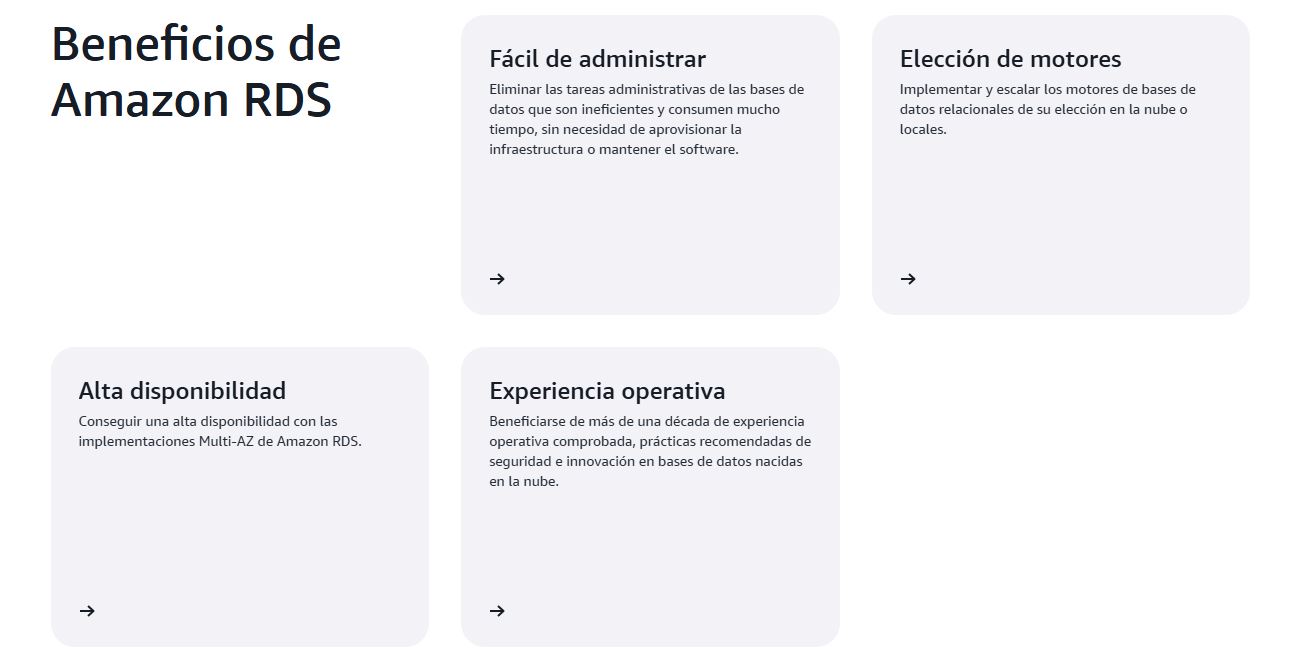 Beneficios de
Amazon RDS
Fácil de administrar
Eliminar las tareas administrativas de las bases de
datos que son ineficientes y consumen mucho
tiempo, sin necesidad de aprovisionar la
infraestructura o mantener el software.
Elección de motores
Implementar y escalar los motores de bases de
datos relacionales de su elección en la nube o
locales.
Alta disponibilidad
Conseguir una alta disponibilidad con las
implementaciones Multi-AZ de Amazon RDS.
Experiencia operativa
Beneficiarse de más de una década de experiencia
operativa comprobada, prácticas recomendadas de
seguridad e innovación en bases de datos nacidas
en la nube.